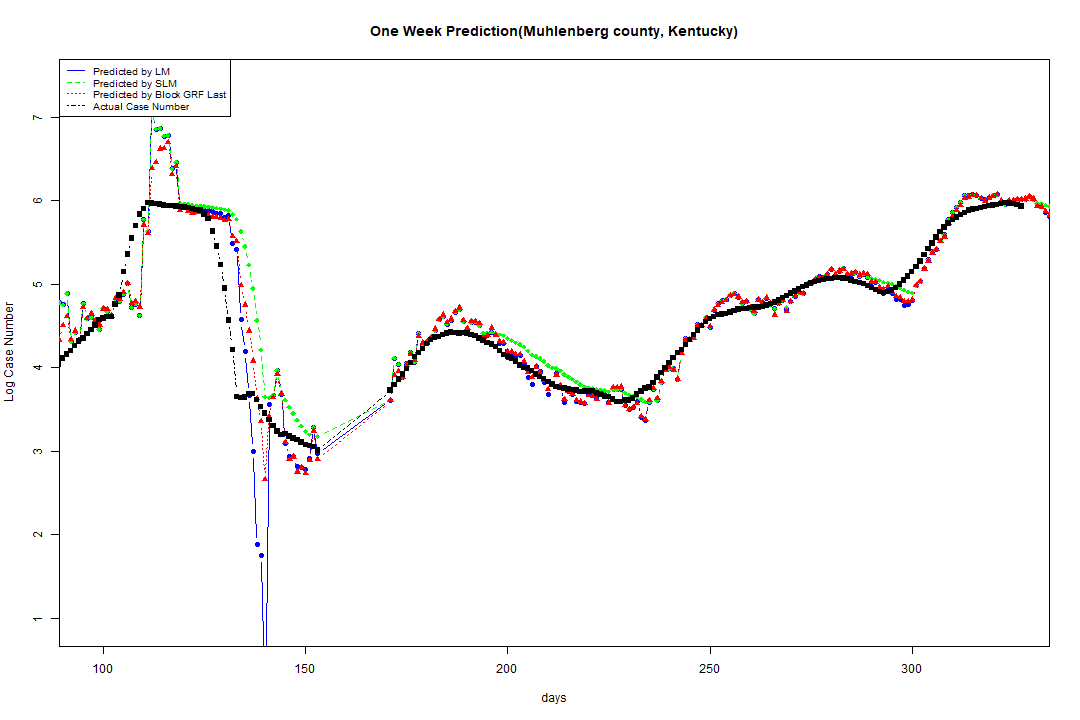 One Week Prediction(Muhlenberg county, Kentucky)
Predicted by LM
Predicted by SLM
Predicted by Block GRF Last
Actual Case Number
Log Case Number
7
6
5
4
3
2
1
100 150 200 250 300
days